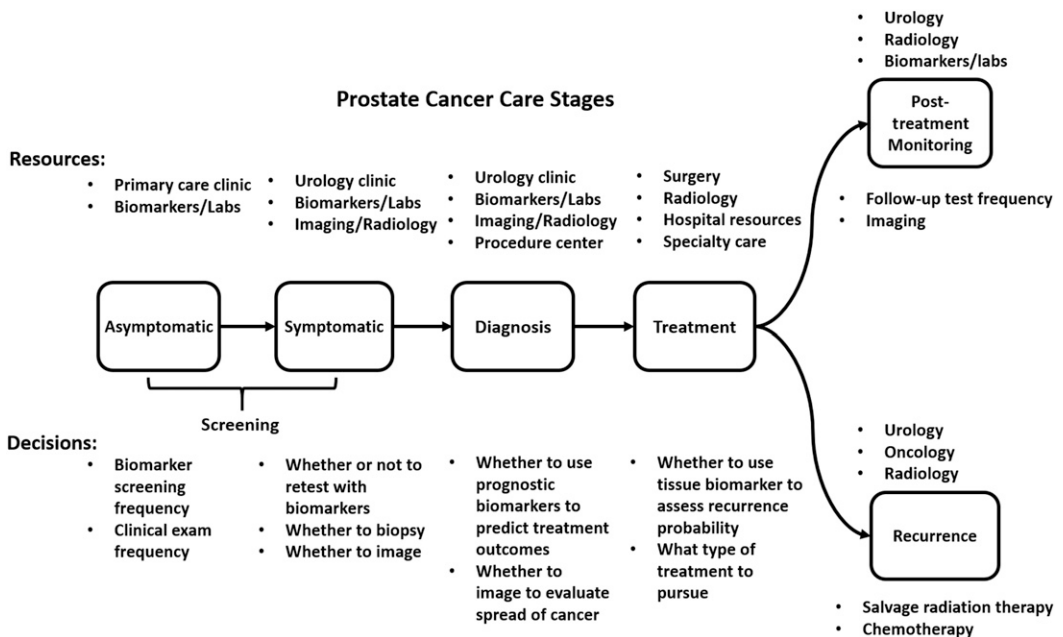 Prostate Cancer Care Stages
Resources:
• Primary care clinic
• Biomarkers/Labs
• Urology clinic
• Biomarkers/Labs
• Imaging/Radiology
• Urology clinic
• Biomarkers/Labs
• Imaging/Radiology
• Procedure center
• Surgery
• Radiology
• Hospital resources
• Specialty care
• Urology
• Radiology
• Biomarkers/labs
Post-
treatment
Monitoring
• Follow-up test frequency
• Imaging
Asymptomatic
Symptomatic
Diagnosis
Treatment
Screening
Decisions:
• Biomarker
screening
frequency
• Clinical exam
frequency
• Whether or not to
retest with
biomarkers
• Whether to biopsy
• Whether to image
• Whether to use
prognostic
biomarkers to
predict treatment
outcomes
• Whether to
image to evaluate
spread of cancer
• Whether to use
tissue biomarker to
assess recurrence
probability
• What type of
treatment to
pursue
• Urology
• Oncology
• Radiology
Recurrence
• Salvage radiation therapy
• Chemotherapy